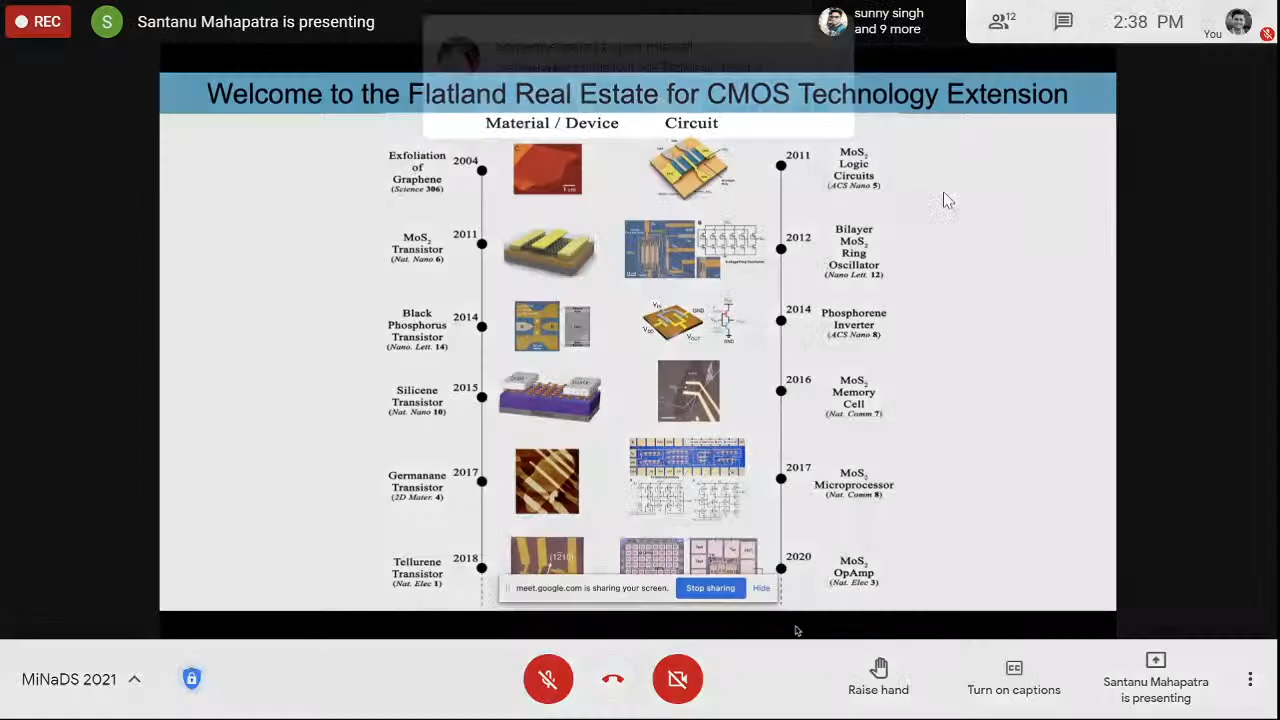 REC
S
Santanu Mahapatra is presenting
sunny singh
and 9 more
12
2:38 PM
You
Welcome to the Flatland Real Estate for CMOS Technology Extension
Material / Device
Circuit
Exfoliation
of
Graphene
(Science 306)
2004
2011
MoS2
Logic
Circuits
(ACS Nano 5)
MoS2
Transistor
(Nat. Nano 6)
2011
2012
Bilayer
MoS2
Ring
Oscillator
(Nano Lett. 12)
Black
Phosphorus
Transistor
(Nano. Lett. 14)
2014
VIN
GND
VDD
VOUT
GND
2014
Phosphorene
Inverter
(ACS Nano 8)
Silicene
Transistor
(Nat. Nano 10)
2015
2016
MoS2
Memory
Cell
(Nat. Comm 7)
Germanane
Transistor
(2D Mater. 4)
2017
2017
MoS2
Microprocessor
(Nat. Comm 8)
Tellurene
Transistor
(Nat. Elec 1)
2018
2020
MoS2
OpAmp
(Nat. Elec 3)
meet.google.com is sharing your screen.
Stop sharing
Hide
MiNaDS 2021
Raise hand
Turn on captions
Santanu Mahapatra
is presenting